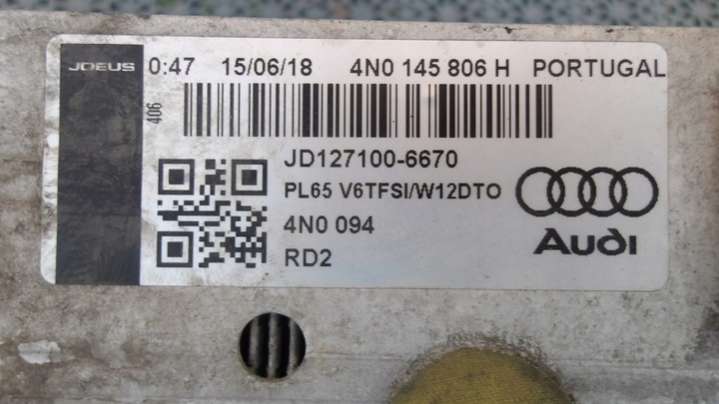 JDEUS 0:47 15/06/18 4N0 145 806 H PORTUGAL
406
JD127100-6670
PL65 V6TFSI/W12DTO
4N0 094
RD2
Audi